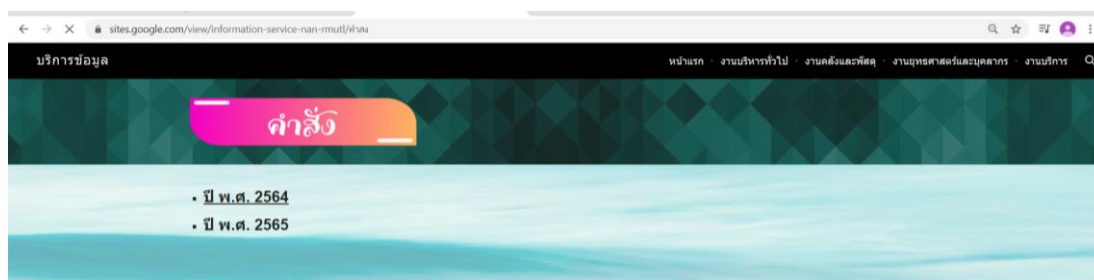 sites.google.com/view/information-service-nan-rmutl/คำสั่ง
บริการข้อมูล
หน้าแรก งานบริหารทั่วไป งานคลังและพัสดุ งานยุทธศาสตร์และบุคลากร งานบริการ
คำสั่ง
• ปี พ.ศ. 2564
• ปี พ.ศ. 2565